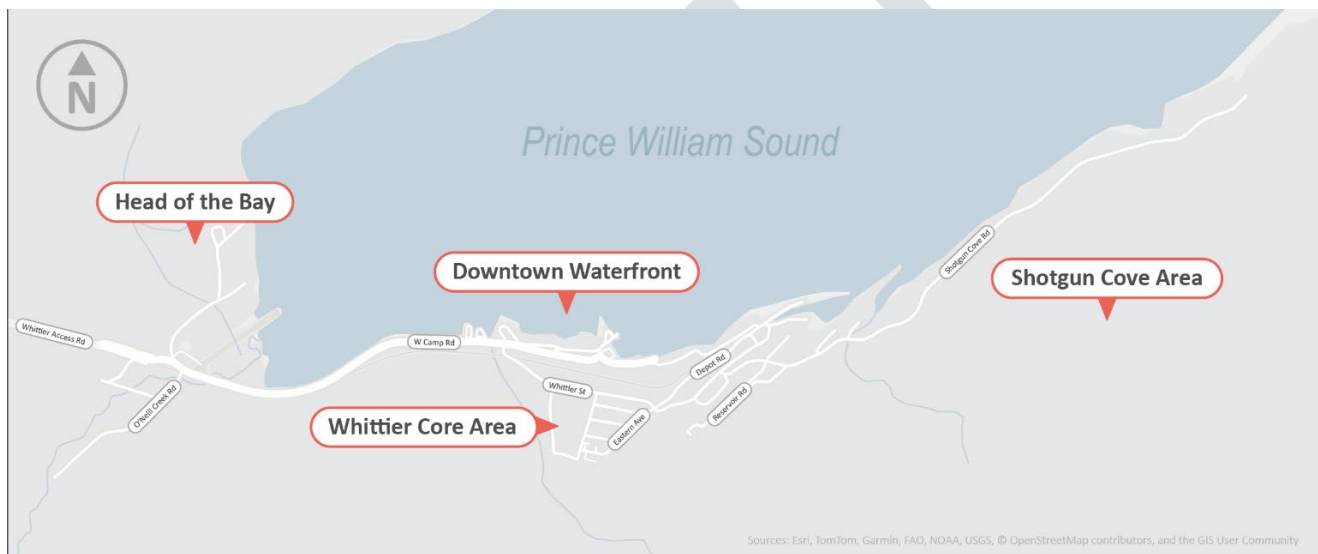 N
Prince William Sound
Head of the Bay
Downtown Waterfront
Shotgun Cove Area
Whittier Core Area
Whittier Access Rd
O'Neill Creek Rd
W Camp Rd
Whittier St
Eastern Ave
Depot Rd
Reservoir Rd
Shotgun Cove Rd
Sources: Esri, TomTom, Garmin, FAO, NOAA, USGS, © OpenStreetMap contributors, and the GIS User Community